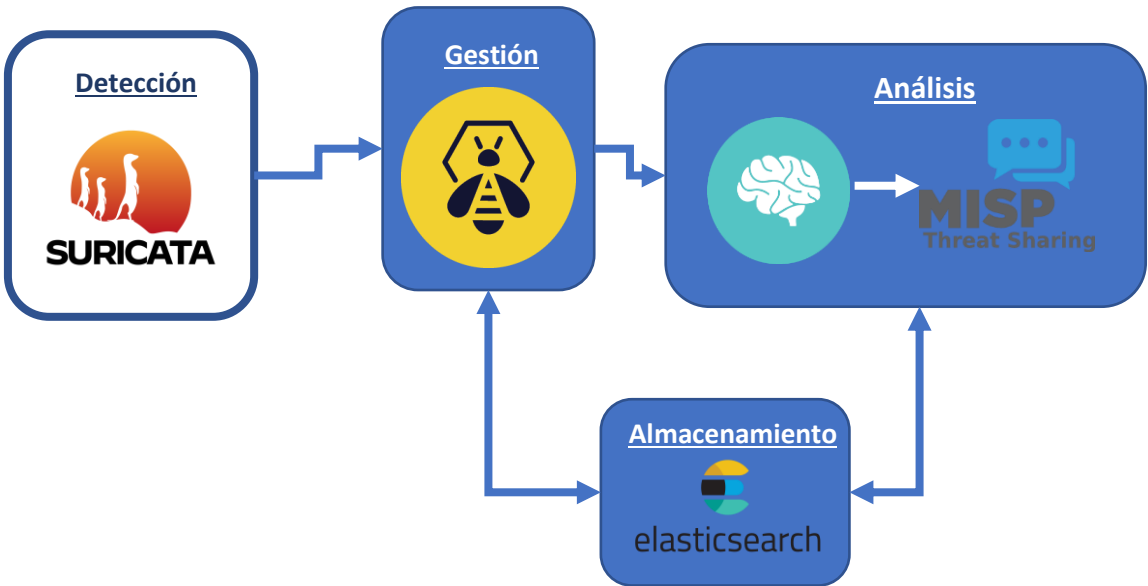 Detección
SURICATA
Gestión
Análisis
MISP
Threat Sharing
Almacenamiento
elasticsearch